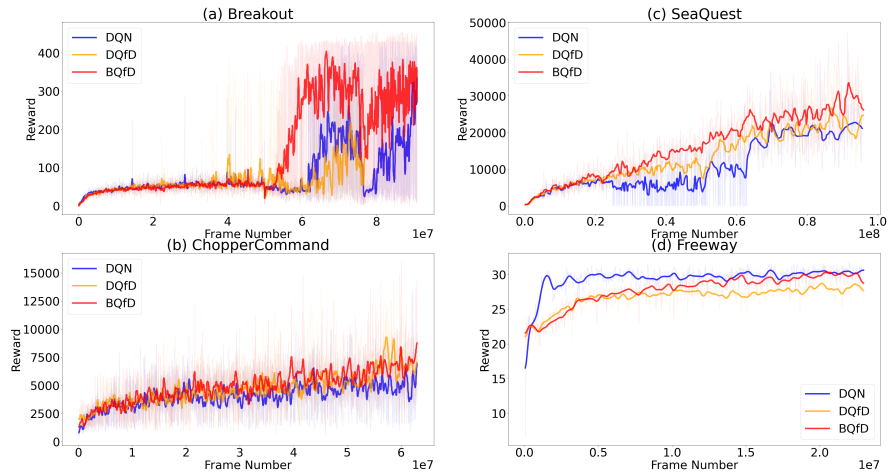 (a) Breakout
Reward
400
300
200
100
0
DQN
DQfD
BQfD
0
2
4
6
8
1e7
Frame Number
(c) SeaQuest
Reward
50000
40000
30000
20000
10000
0
DQN
DQfD
BQfD
0.0
0.2
0.4
0.6
0.8
1.0
1e8
Frame Number
(b) ChopperCommand
Reward
15000
12500
10000
7500
5000
2500
0
DQN
DQfD
BQfD
0
1
2
3
4
5
6
1e7
Frame Number
(d) Freeway
Reward
30
25
20
15
10
DQN
DQfD
BQfD
0.0
0.5
1.0
1.5
2.0
1e7
Frame Number